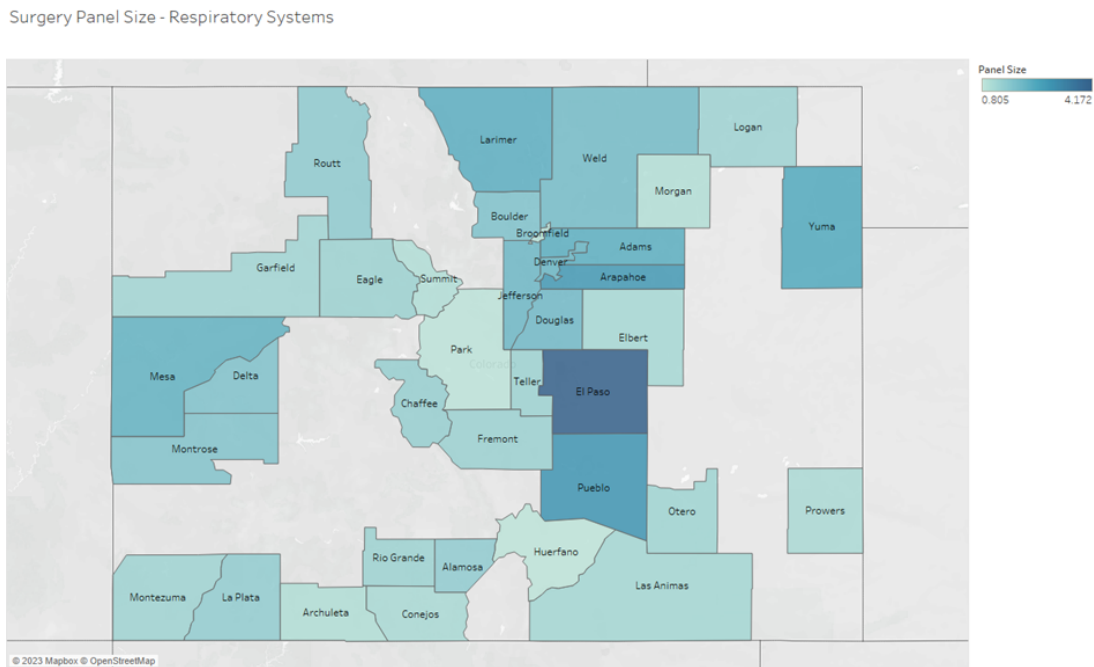 Surgery Panel Size - Respiratory Systems
Panel Size
0.805 4.172
Larimer
Logan
Weld
Routt
Morgan
Boulder
Yuma
Broomfield
Adams
Denver
Garfield
Eagle
Summit
Arapahoe
Jefferson
Douglas
Elbert
Park
Colorado
Mesa
Delta
Teller
El Paso
Chaffee
Fremont
Montrose
Pueblo
Otero
Prowers
Huerfano
Rio Grande
Alamosa
Las Animas
Montezuma
La Plata
Archuleta
Conejos
© 2023 Mapbox © OpenStreetMap